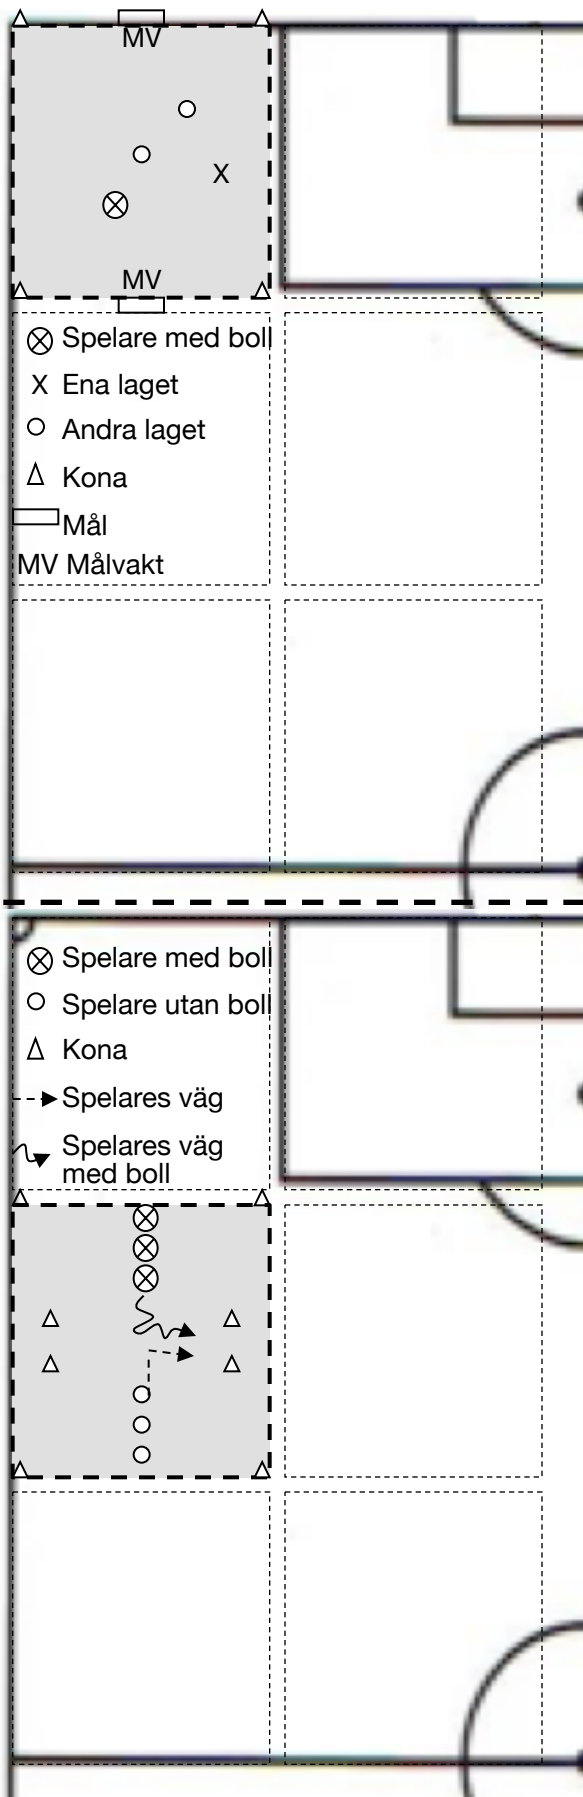 MV
X
MV
Spelare med boll
X Ena laget
Andra laget
Kona
Mål
MV Målvakt
Spelare med boll
Spelare utan boll
Kona
Spelares väg
Spelares väg
med boll